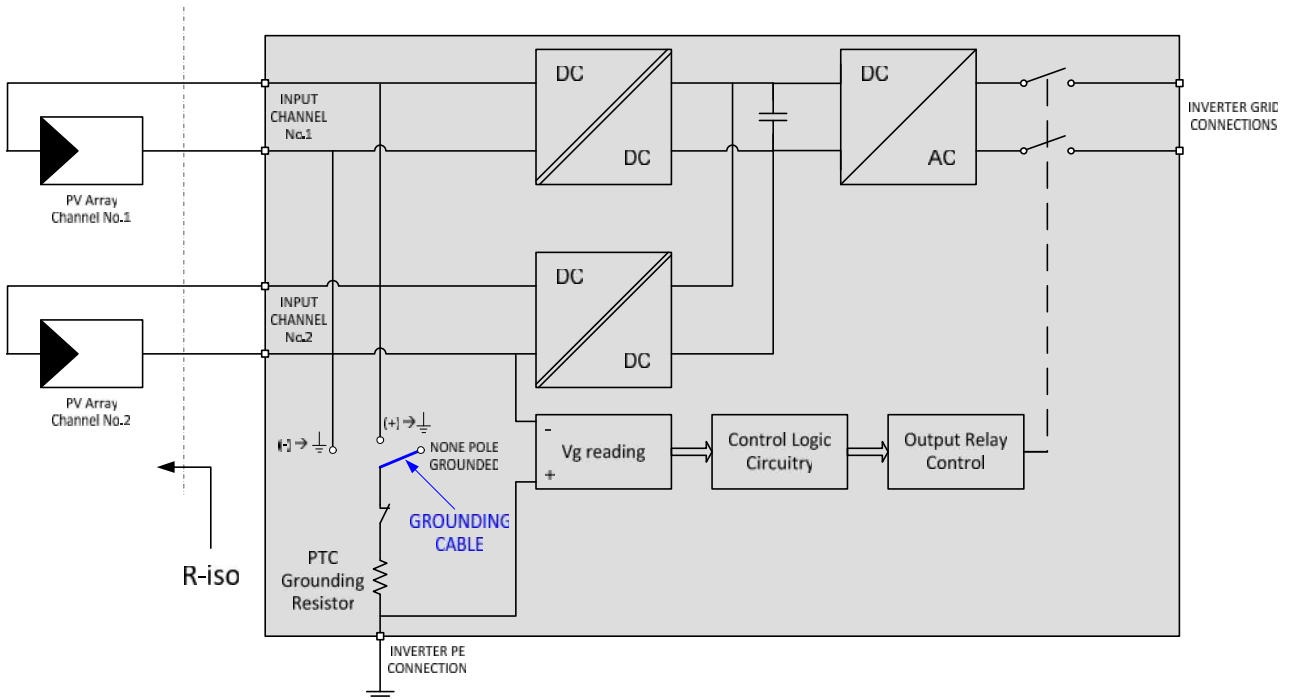 DC
DC
INPUT
CHANNEL
No.1
INVERTER GRID
CONNECTIONS
DC
AC
DC
PV Array
Channel No.1
DC
INPUT
CHANNEL
No.2
DC
PV Array
Channel No.2
(+) →
(-) →
NONE POLE
GROUNDED
-
Vg reading
+
Control Logic
Circuitry
Output Relay
Control
GROUNDING
CABLE
R-iso
PTC
Grounding
Resistor
INVERTER PE
CONNECTION